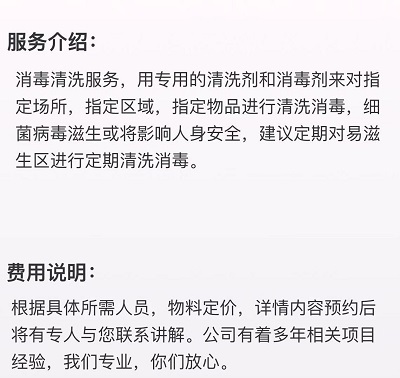 服务介绍：
消毒清洗服务，用专用的清洗剂和消毒剂来对指
定场所，指定区域，指定物品进行清洗消毒，细
菌病毒滋生或将影响人身安全，建议定期对易滋
生区进行定期清洗消毒。
费用说明：
根据具体所需人员，物料定价，详情内容预约后
将有专人与您联系讲解。公司有着多年相关项目
经验，我们专业，你们放心。